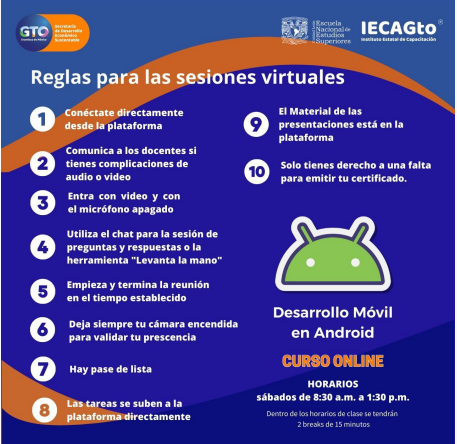 GTO
Secretaría
de Desarrollo
Económico
Sustentable
Escuela
Nacional de
Estudios
Superiores
IECAGto
Instituto Estatal de Capacitación
Reglas para las sesiones virtuales
1
Conéctate directamente
desde la plataforma
2
Comunica a los docentes si
tienes complicaciones de
audio o video
3
Entra con video y con
el micrófono apagado
4
Utiliza el chat para la sesión de
preguntas y respuestas o la
herramienta "Levanta la mano"
5
Empieza y termina la reunión
en el tiempo establecido
6
Deja siempre tu cámara encendida
para validar tu prescencia
7
Hay pase de lista
8
Las tareas se suben a la
plataforma directamente
9
El Material de las
presentaciones está en la
plataforma
10
Solo tienes derecho a una falta
para emitir tu certificado.
Desarrollo Móvil
en Android
CURSO ONLINE
HORARIOS
sábados de 8:30 a.m. a 1:30 p.m.
Dentro de los horarios de clase se tendrán
2 breaks de 15 minutos